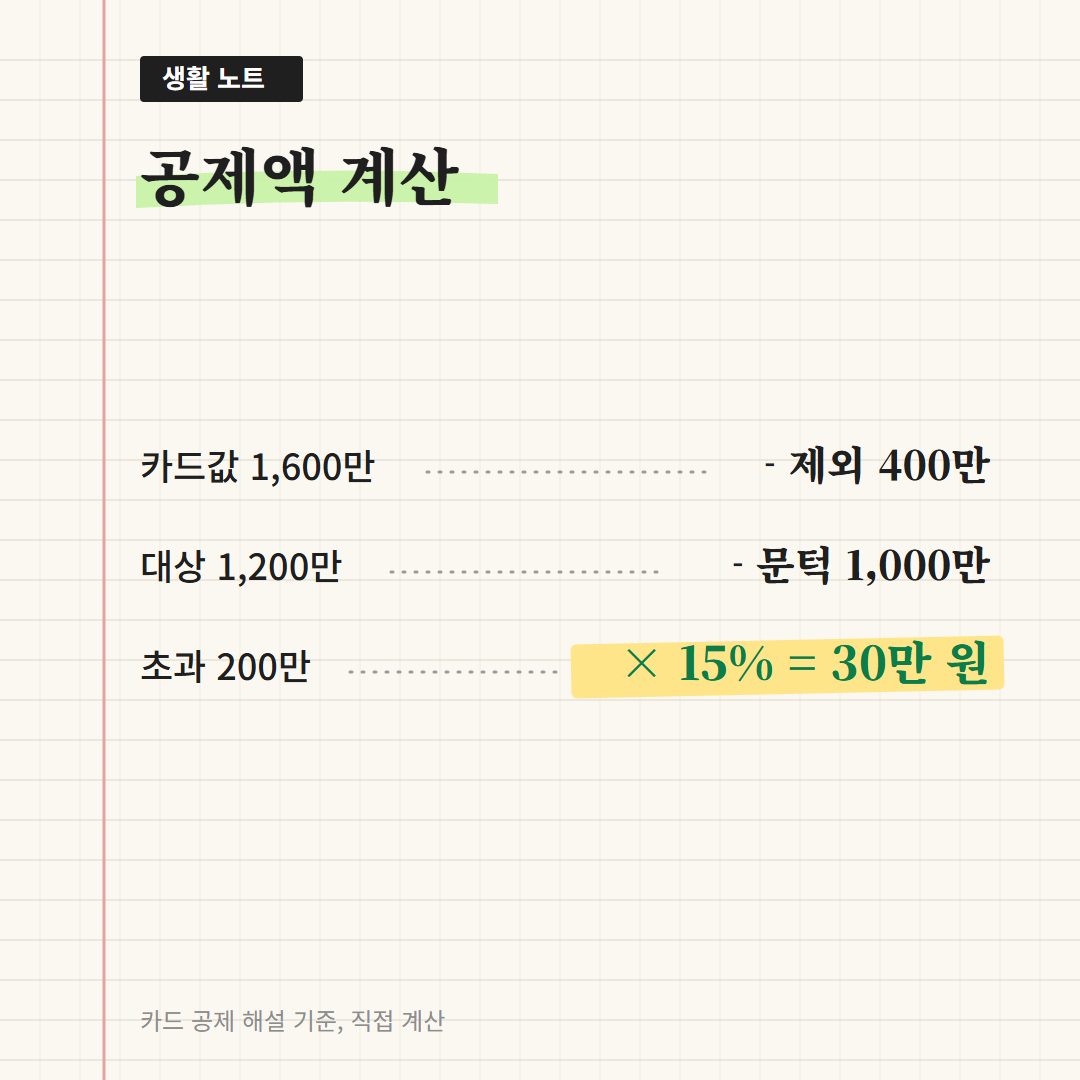 생활 노트
공제액 계산
카드값 1,600만 - 제외 400만
대상 1,200만 - 문턱 1,000만
초과 200만 × 15% = 30만 원
카드 공제 해설 기준, 직접 계산